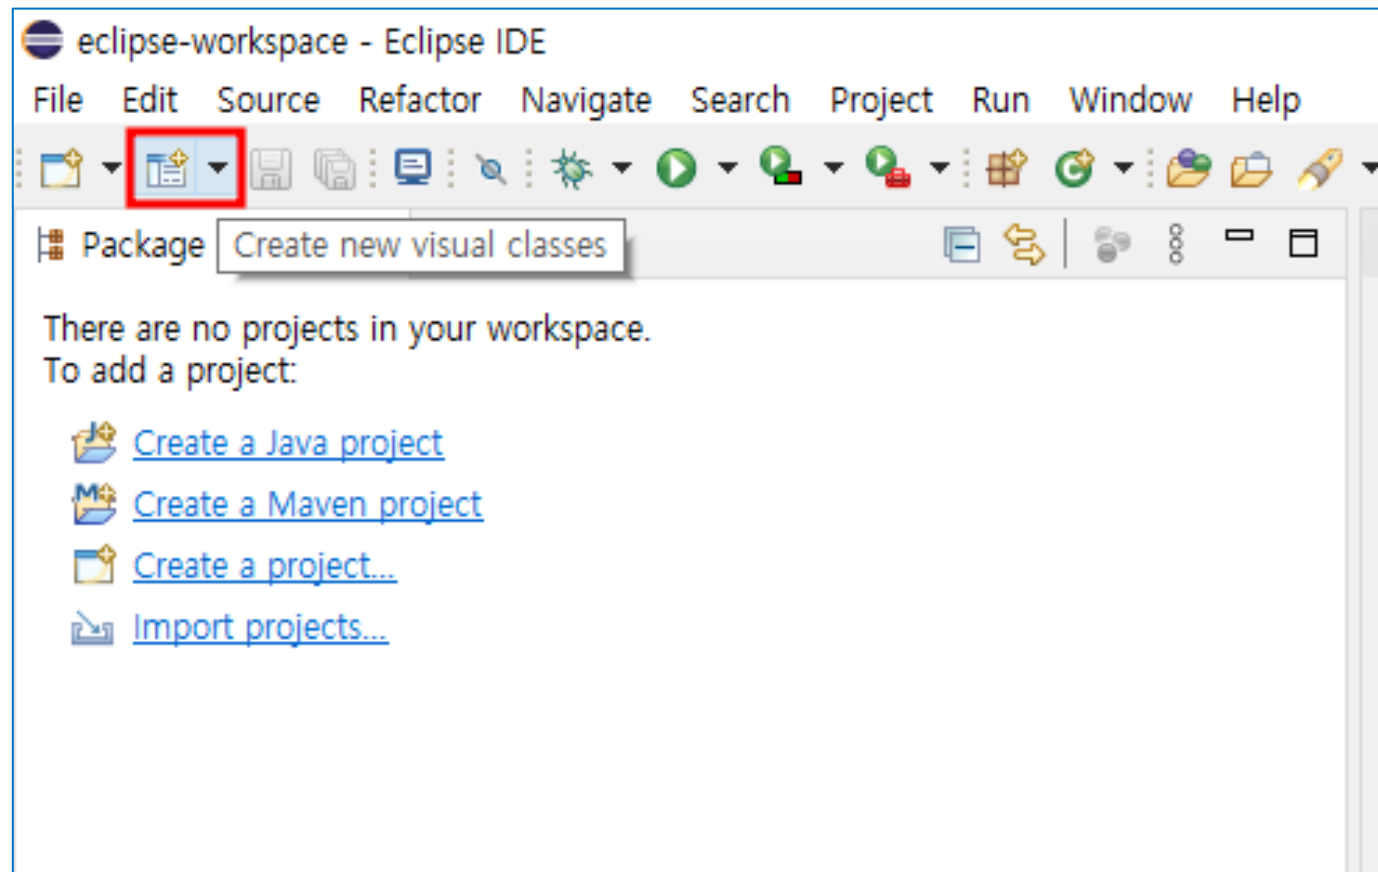 eclipse-workspace - Eclipse IDE
File Edit Source Refactor Navigate Search Project Run Window Help
Package
Create new visual classes
There are no projects in your workspace.
To add a project:
Create a Java project
Create a Maven project
Create a project...
Import projects...